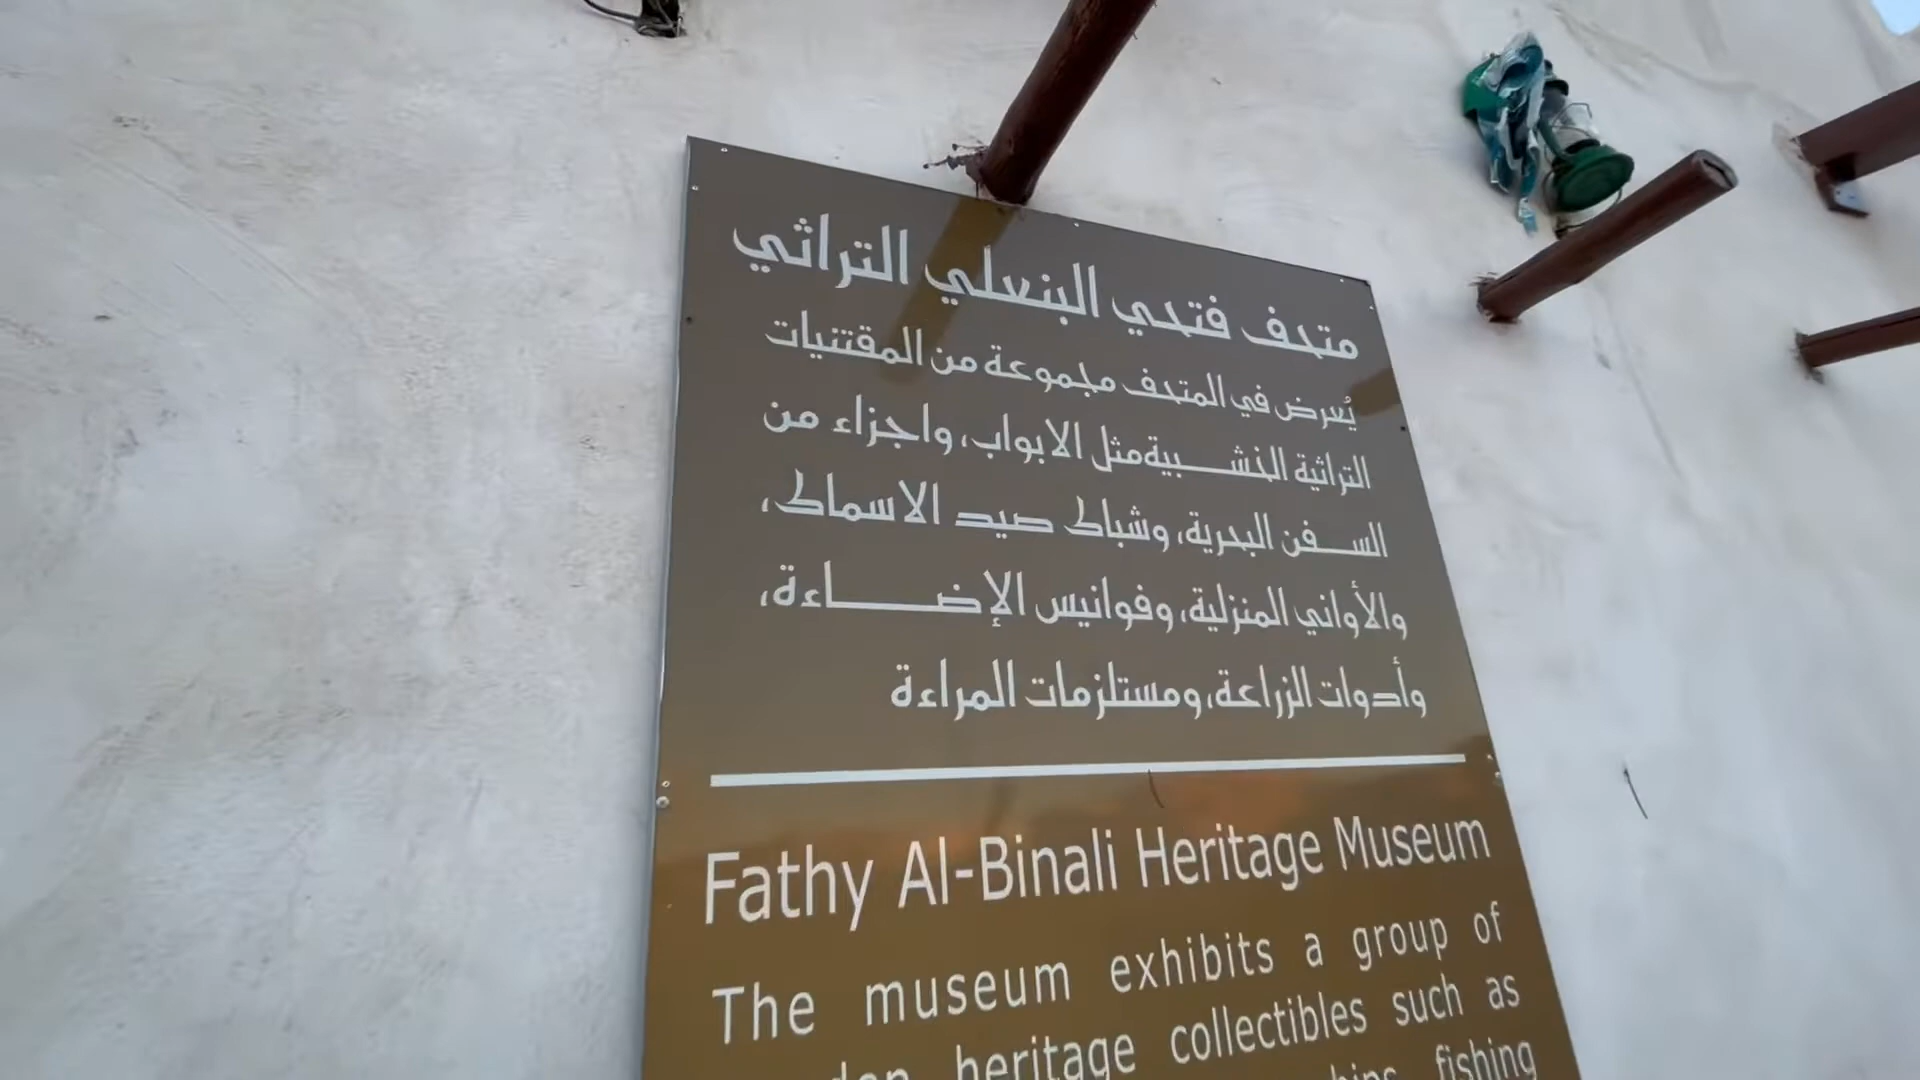 متحف فتحي البنعلي التراثي
يُعرض في المتحف مجموعة من المقتنيات
التراثية الخشبية مثل الابواب، واجزاء من
السفن البحرية، وشباك صيد الاسماك،
والأواني المنزلية، وفوانيس الإضاءة،
وأدوات الزراعة، ومستلزمات المراءة
Fathy Al-Binali Heritage Museum
The museum exhibits a group of
heritage collectibles such as
fishing